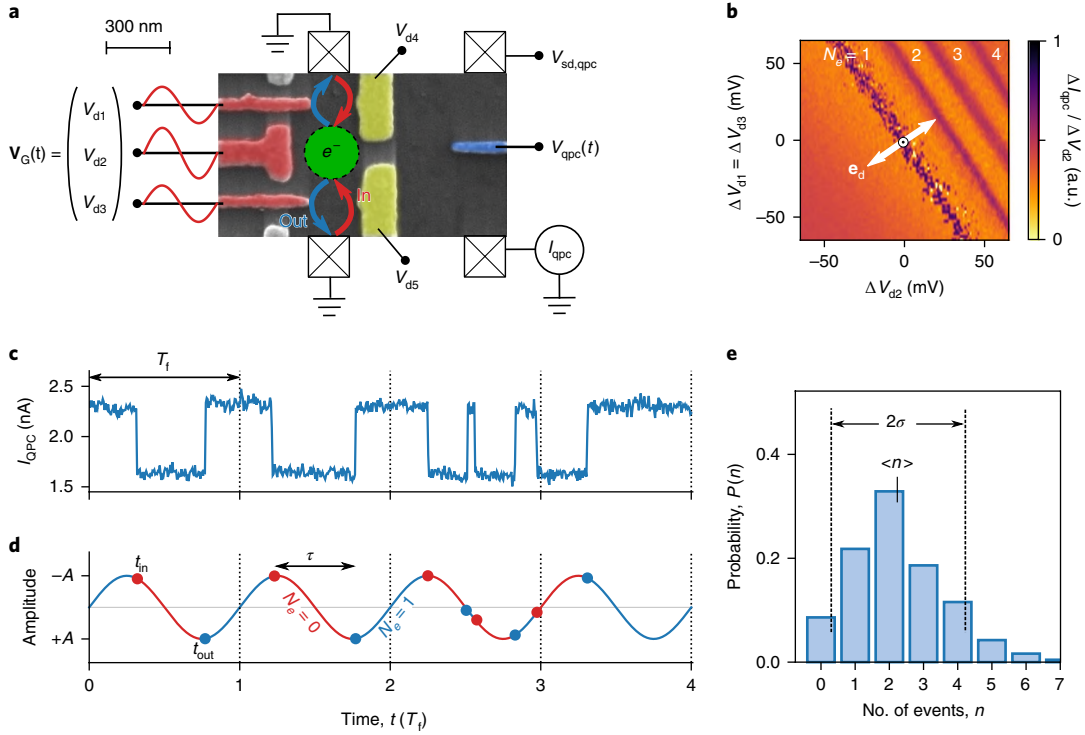 a
300 nm
V_G(t) =
V_d1
V_d2
V_d3
V_d4
V_sd,qpc
e−
V_qpc(t)
In
Out
V_d5
I_qpc
b
N_e = 1 2 3 4
50
0
−50
ΔV_d1 = ΔV_d3 (mV)
e_d
−50 0 50
ΔV_d2 (mV)
1
0
ΔI_qpc / ΔV_d2 (a.u.)
c
T_f
2.5
2.0
1.5
I_QPC (nA)
d
t_in
τ
−A
+A
Amplitude
N_e = 0
N_e = 1
t_out
0 1 2 3 4
Time, t (T_f)
e
2σ
<n>
0.4
0.2
0.0
Probability, P(n)
0 1 2 3 4 5 6 7
No. of events, n